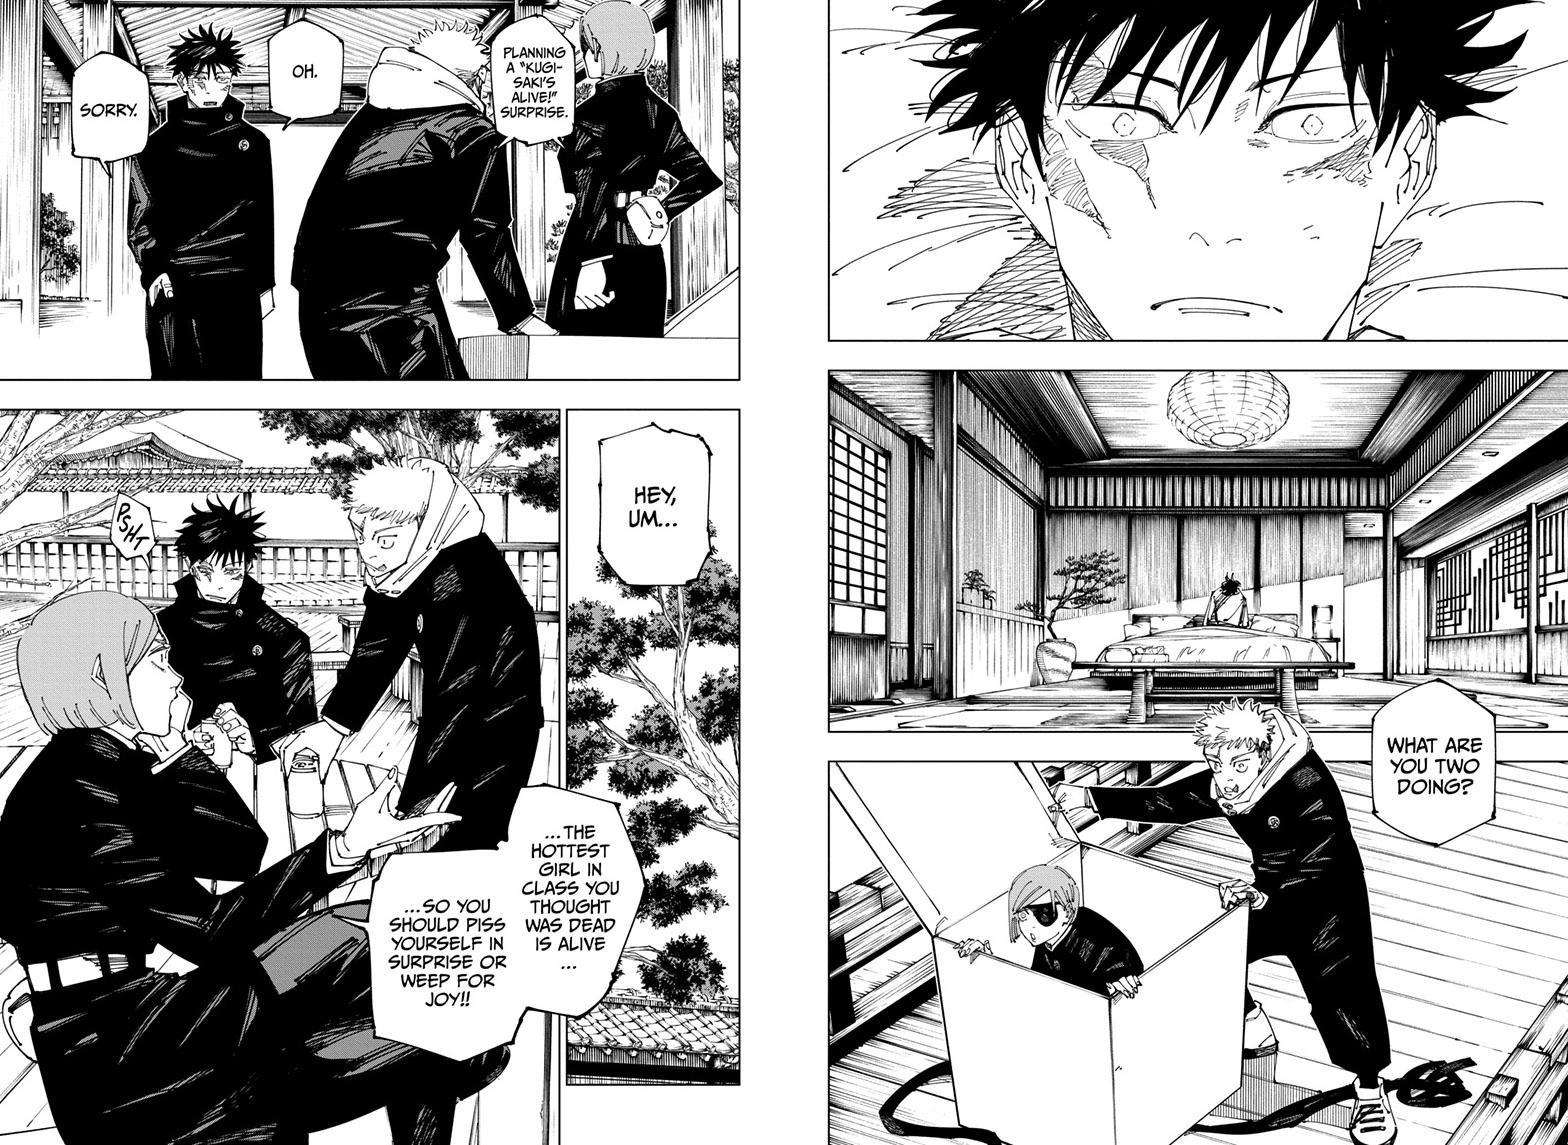 WHAT ARE
YOU TWO
DOING?
PLANNING
A "KUGI-
SAKI'S
ALIVE!"
SURPRISE.
OH.
SORRY.
HEY,
UM...
...THE
HOTTEST
GIRL IN
CLASS YOU
THOUGHT
WAS DEAD
IS ALIVE
...
...SO YOU
SHOULD PISS
YOURSELF IN
SURPRISE OR
WEEP FOR
JOY!!
PSHT